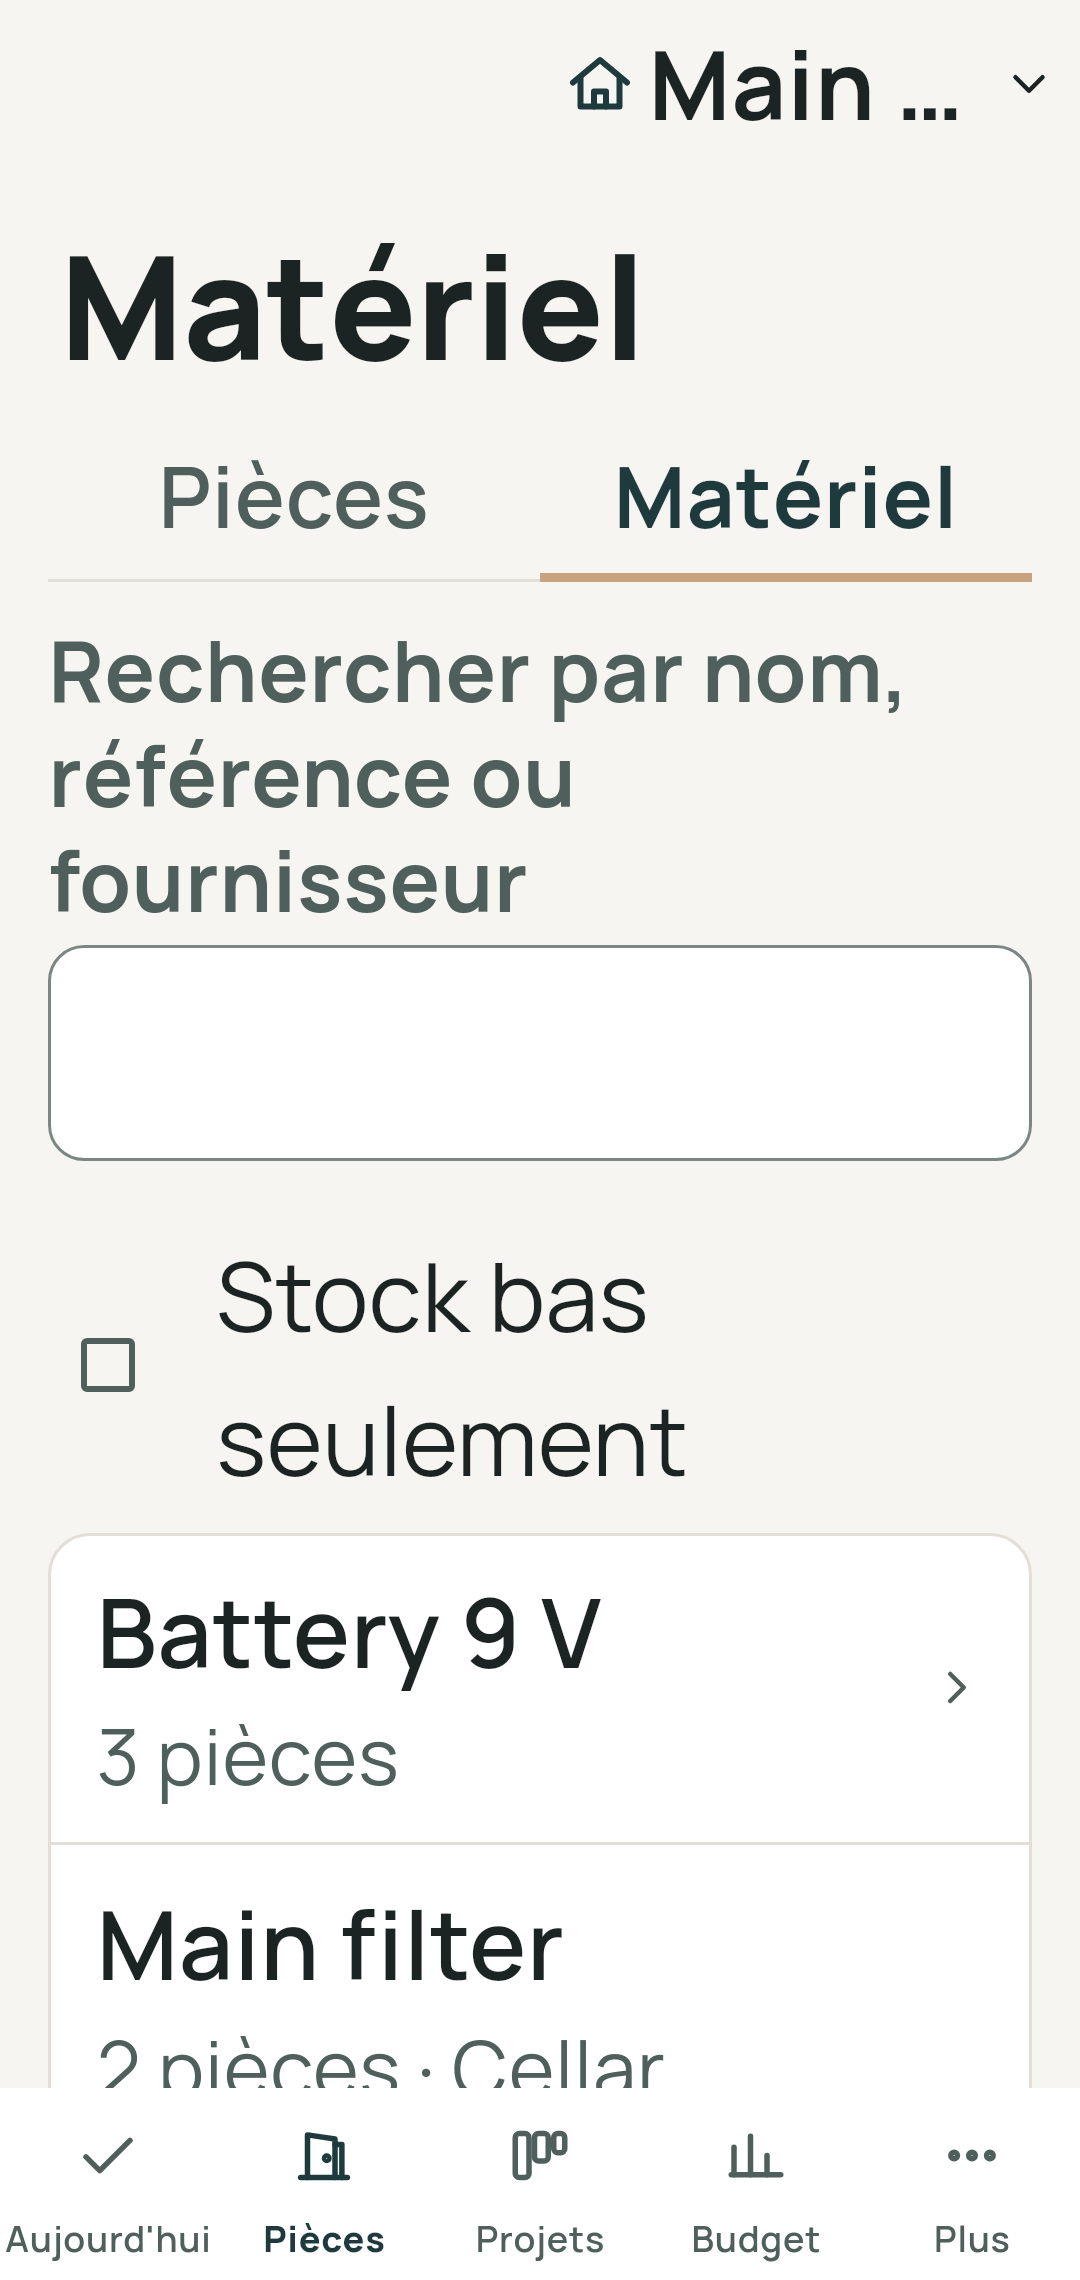 Main ...
Matériel
Pièces
Matériel
Rechercher par nom,
référence ou
fournisseur
Stock bas
seulement
Battery 9 V
3 pièces
Main filter
2 pièces · Cellar
Aujourd'hui
Pièces
Projets
Budget
Plus